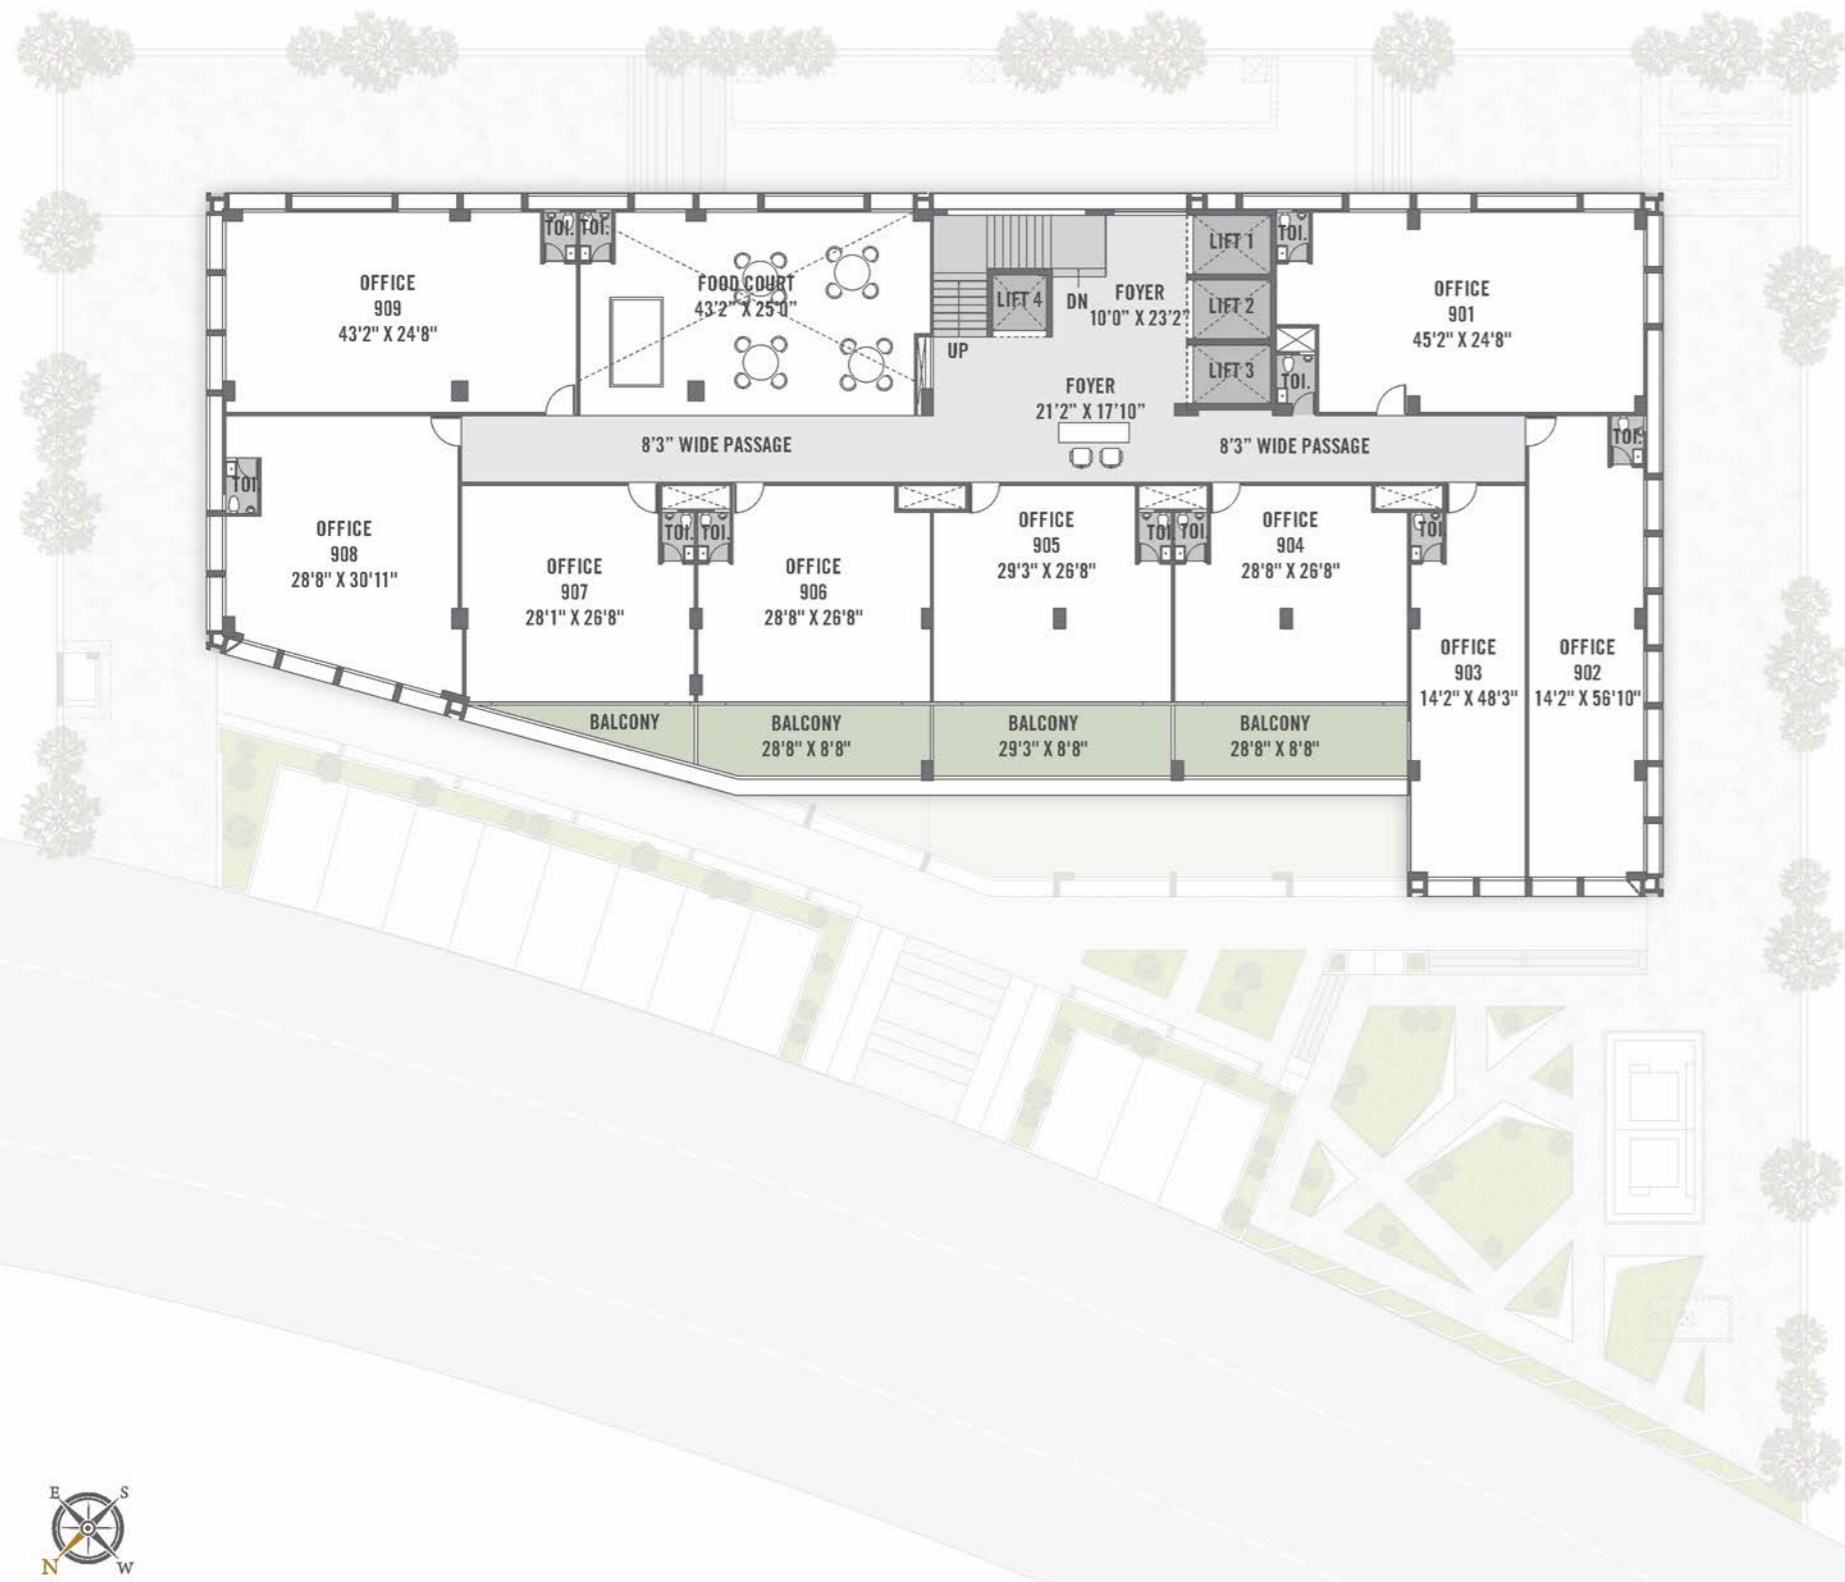 TOI. TOI.
OFFICE
909
43'2" X 24'8"
FOOD COURT
43'2" X 25'0"
LIFT 4
DN
UP
FOYER
10'0" X 23'2"
LIFT 1
LIFT 2
LIFT 3
TOI.
TOI.
OFFICE
901
45'2" X 24'8"
FOYER
21'2" X 17'10"
8'3" WIDE PASSAGE
8'3" WIDE PASSAGE
TOI.
TOI.
OFFICE
908
28'8" X 30'11"
TOI. TOI.
OFFICE
907
28'1" X 26'8"
OFFICE
906
28'8" X 26'8"
OFFICE
905
29'3" X 26'8"
TOI. TOI.
OFFICE
904
28'8" X 26'8"
TOI.
OFFICE
903
14'2" X 48'3"
OFFICE
902
14'2" X 56'10"
BALCONY
BALCONY
28'8" X 8'8"
BALCONY
29'3" X 8'8"
BALCONY
28'8" X 8'8"
E S
N W